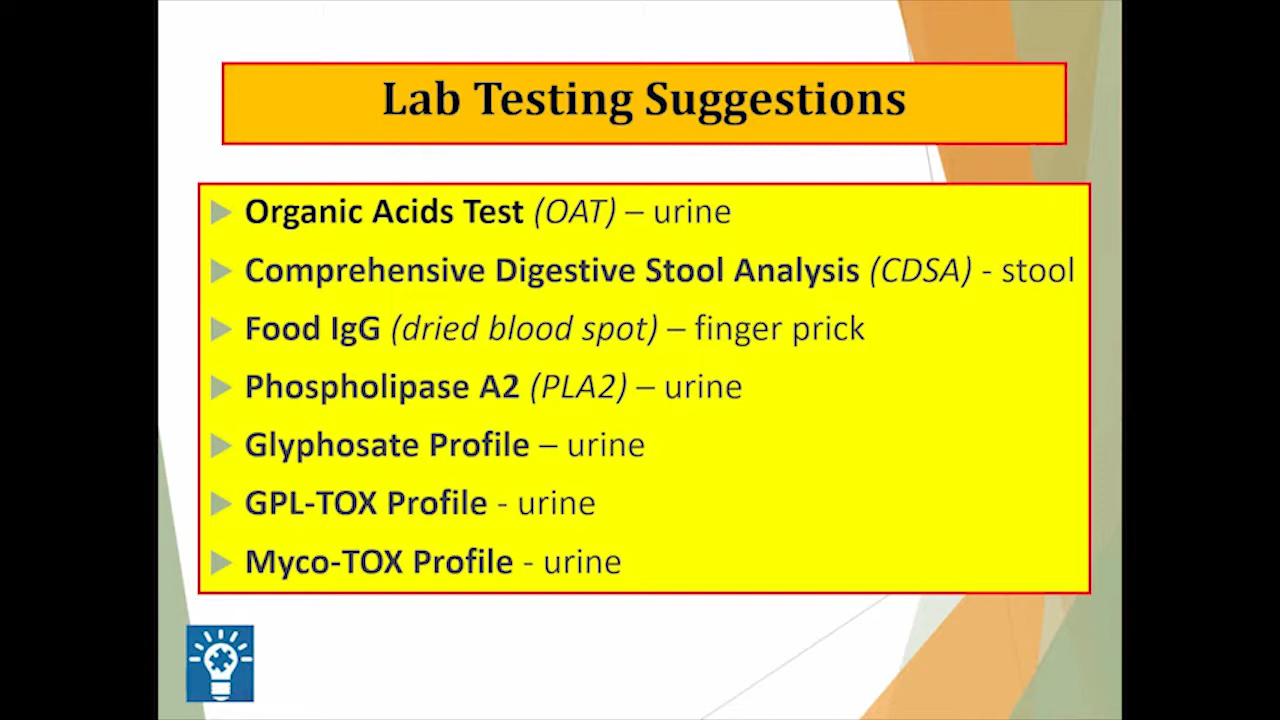 Lab Testing Suggestions
Organic Acids Test (OAT) – urine
Comprehensive Digestive Stool Analysis (CDSA) - stool
Food IgG (dried blood spot) – finger prick
Phospholipase A2 (PLA2) – urine
Glyphosate Profile – urine
GPL-TOX Profile - urine
Myco-TOX Profile - urine